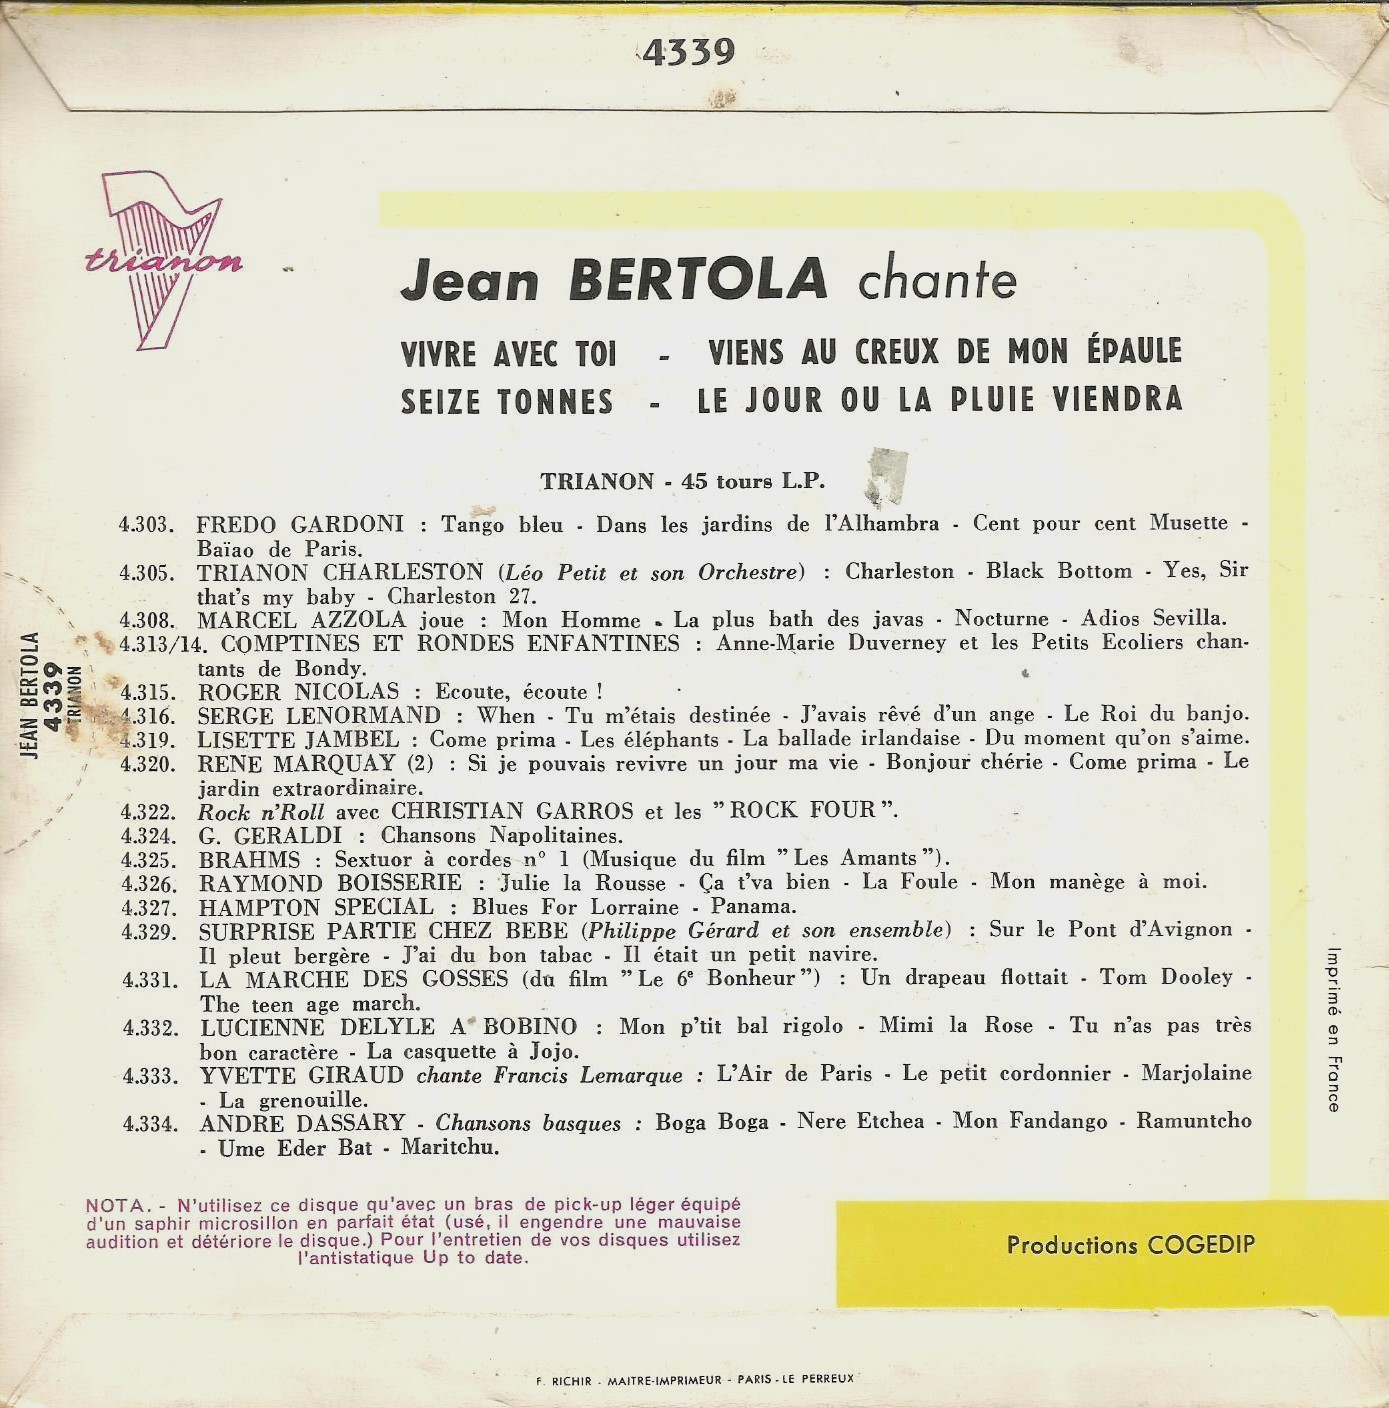 4339
trianon
Jean BERTOLA chante
VIVRE AVEC TOI - VIENS AU CREUX DE MON ÉPAULE
SEIZE TONNES - LE JOUR OU LA PLUIE VIENDRA
TRIANON - 45 tours L.P.
4.303. FREDO GARDONI : Tango bleu - Dans les jardins de l'Alhambra - Cent pour cent Musette -
Baïao de Paris.
4.305. TRIANON CHARLESTON (Léo Petit et son Orchestre) : Charleston - Black Bottom - Yes, Sir
that's my baby - Charleston 27.
4.308. MARCEL AZZOLA joue : Mon Homme - La plus bath des javas - Nocturne - Adios Sevilla.
4.313/14. COMPTINES ET RONDES ENFANTINES : Anne-Marie Duverney et les Petits Ecoliers chan-
tants de Bondy.
4.315. ROGER NICOLAS : Ecoute, écoute !
4.316. SERGE LENORMAND : When - Tu m'étais destinée - J'avais rêvé d'un ange - Le Roi du banjo.
4.319. LISETTE JAMBEL : Come prima - Les éléphants - La ballade irlandaise - Du moment qu'on s'aime.
4.320. RENE MARQUAY (2) : Si je pouvais revivre un jour ma vie - Bonjour chérie - Come prima - Le
jardin extraordinaire.
4.322. Rock n'Roll avec CHRISTIAN GARROS et les "ROCK FOUR".
4.324. G. GERALDI : Chansons Napolitaines.
4.325. BRAHMS : Sextuor à cordes n° 1 (Musique du film "Les Amants").
4.326. RAYMOND BOISSERIE : Julie la Rousse - Ça t'va bien - La Foule - Mon manège à moi.
4.327. HAMPTON SPECIAL : Blues For Lorraine - Panama.
4.329. SURPRISE PARTIE CHEZ BEBE (Philippe Gérard et son ensemble) : Sur le Pont d'Avignon -
Il pleut bergère - J'ai du bon tabac - Il était un petit navire.
4.331. LA MARCHE DES GOSSES (du film "Le 6e Bonheur") : Un drapeau flottait - Tom Dooley -
The teen age march.
4.332. LUCIENNE DELYLE A BOBINO : Mon p'tit bal rigolo - Mimi la Rose - Tu n'as pas très
bon caractère - La casquette à Jojo.
4.333. YVETTE GIRAUD chante Francis Lemarque : L'Air de Paris - Le petit cordonnier - Marjolaine
- La grenouille.
4.334. ANDRE DASSARY - Chansons basques : Boga Boga - Nere Etchea - Mon Fandango - Ramuntcho
- Ume Eder Bat - Maritchu.
JEAN BERTOLA
4339
TRIANON
Imprimé en France
NOTA. - N'utilisez ce disque qu'avec un bras de pick-up léger équipé
d'un saphir microsillon en parfait état (usé, il engendre une mauvaise
audition et détériore le disque.) Pour l'entretien de vos disques utilisez
l'antistatique Up to date.
Productions COGEDIP
F. RICHIR - MAITRE-IMPRIMEUR - PARIS - LE PERREUX